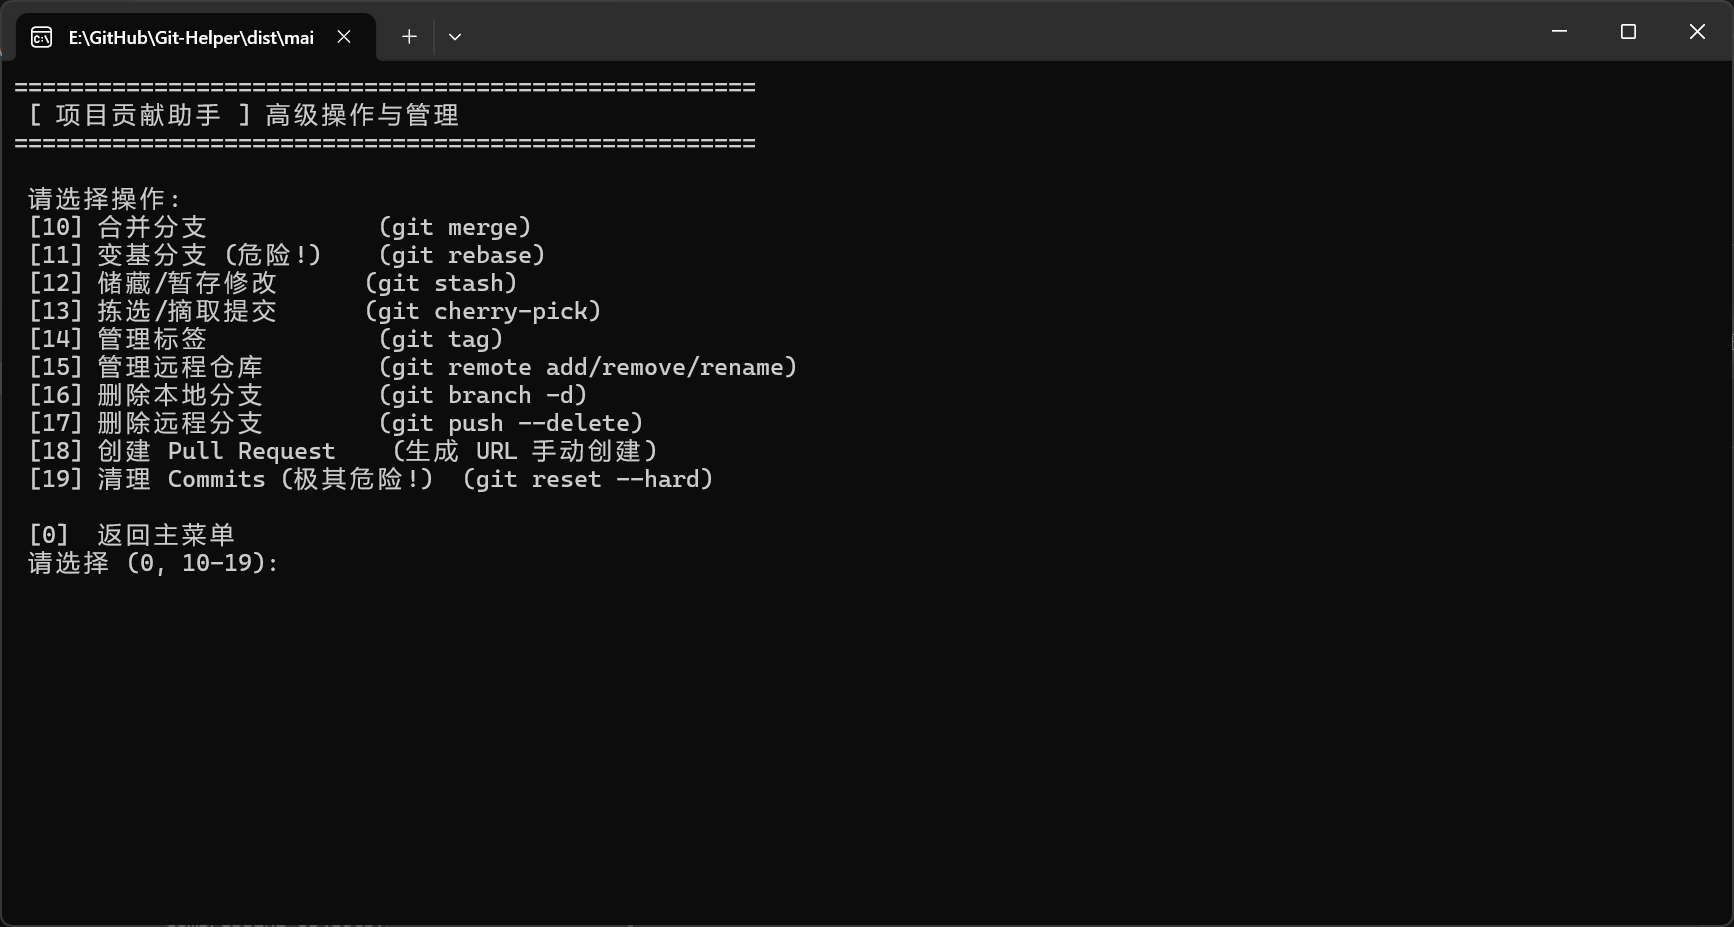 E:\GitHub\Git-Helper\dist\mai
==================================================
[ 项目贡献助手 ] 高级操作与管理
==================================================
请选择操作:
[10] 合并分支 (git merge)
[11] 变基分支 (危险!) (git rebase)
[12] 储藏/暂存修改 (git stash)
[13] 拣选/摘取提交 (git cherry-pick)
[14] 管理标签 (git tag)
[15] 管理远程仓库 (git remote add/remove/rename)
[16] 删除本地分支 (git branch -d)
[17] 删除远程分支 (git push --delete)
[18] 创建 Pull Request (生成 URL 手动创建)
[19] 清理 Commits (极其危险!) (git reset --hard)
[0] 返回主菜单
请选择 (0, 10-19):